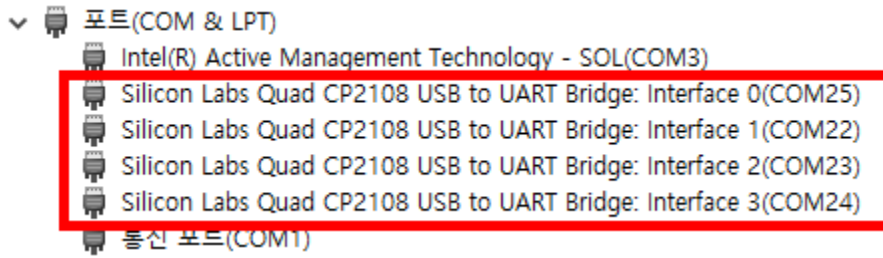 포트(COM & LPT)
Intel(R) Active Management Technology - SOL(COM3)
Silicon Labs Quad CP2108 USB to UART Bridge: Interface 0(COM25)
Silicon Labs Quad CP2108 USB to UART Bridge: Interface 1(COM22)
Silicon Labs Quad CP2108 USB to UART Bridge: Interface 2(COM23)
Silicon Labs Quad CP2108 USB to UART Bridge: Interface 3(COM24)
통신 포트(COM1)